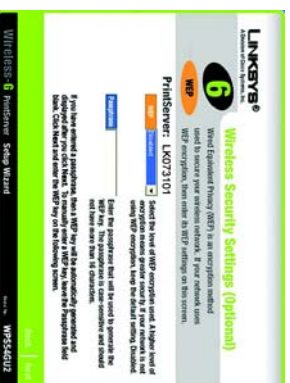 LINKSYS®
A Division of Cisco Systems, Inc.
Wireless Security Settings (Optional)
6
WEP
Wired Equivalent Privacy (WEP) is an encryption method
used to secure your wireless network. If your network uses
WEP encryption, then enter its WEP settings on this screen.
PrintServer: LK073101
WEP Disabled
Select the level of WEP encryption used. A higher level of
encryption means greater security. If your network is not
using WEP encryption, keep the default setting, Disabled.
Passphrase
Enter the passphrase that will be used to generate the
WEP key. The passphrase is case-sensitive and should
not have more than 16 characters.
If you have entered a passphrase, then a WEP key will be automatically generated and
displayed after you click Next. To manually enter a WEP key, leave the Passphrase field
blank. Click Next and enter the WEP key on the following screen.
Back Next
Wireless-G PrintServer Setup Wizard
WPS54GU2